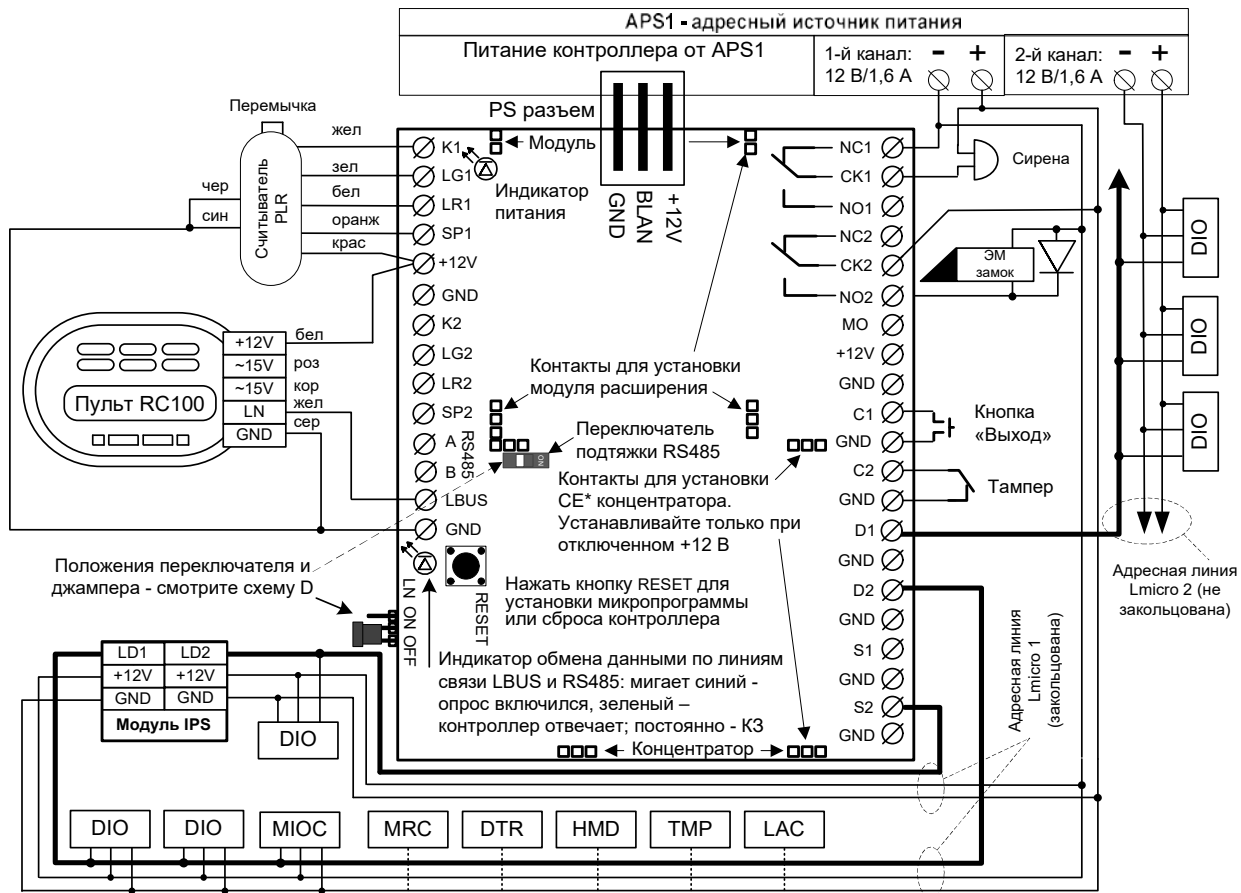 APS1 - адресный источник питания
Питание контроллера от APS1
1-й канал:
12 В/1,6 А
- +
2-й канал:
12 В/1,6 А
- +
PS разъем
GND
BLAN
+12V
Перемычка
Считыватель
PLR
жел
зел
бел
оранж
крас
чер
син
K1
LG1
LR1
SP1
+12V
GND
K2
LG2
LR2
SP2
A
B
RS485
LBUS
GND
Модуль
Индикатор
питания
Пульт RC100
+12V
~15V
~15V
LN
GND
бел
роз
кор
жел
сер
Контакты для установки
модуля расширения
Переключатель
подтяжки RS485
ON
Контакты для установки
CE* концентратора.
Устанавливайте только при
отключенном +12 В
NC1
CK1
NO1
NC2
CK2
NO2
MO
+12V
GND
C1
GND
C2
GND
D1
GND
D2
GND
S1
GND
S2
GND
Сирена
ЭМ
замок
Кнопка
«Выход»
Тампер
DIO
DIO
DIO
Адресная линия
Lmicro 2 (не
закольцована)
Адресная линия
Lmicro 1
(закольцована)
Положения переключателя и
джампера - смотрите схему D
LN ON OFF
RESET
Нажать кнопку RESET для
установки микропрограммы
или сброса контроллера
Индикатор обмена данными по линиям
связи LBUS и RS485: мигает синий -
опрос включился, зеленый –
контроллер отвечает; постоянно - КЗ
Концентратор
LD1 LD2
+12V +12V
GND GND
Модуль IPS
DIO
DIO DIO MIOC MRC DTR HMD TMP LAC